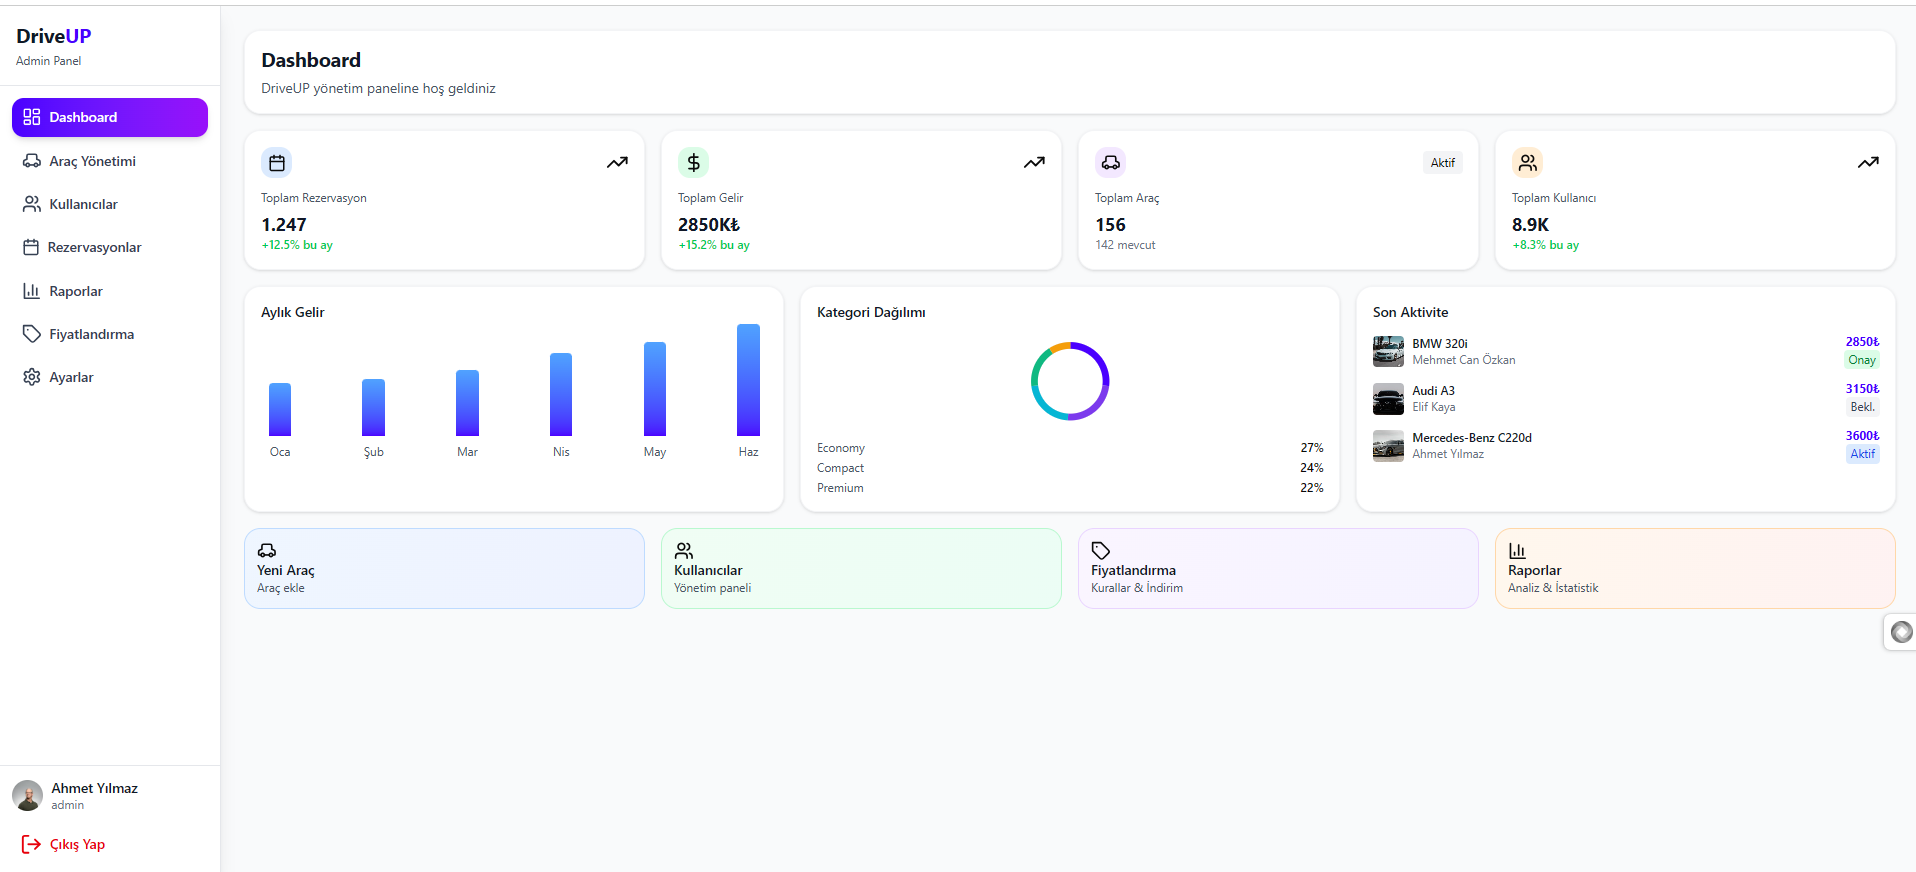 DriveUP
Admin Panel
Dashboard
Araç Yönetimi
Kullanıcılar
Rezervasyonlar
Raporlar
Fiyatlandırma
Ayarlar
Ahmet Yılmaz
admin
Çıkış Yap
Dashboard
DriveUP yönetim paneline hoş geldiniz
Toplam Rezervasyon
1.247
+12.5% bu ay
Toplam Gelir
2850K₺
+15.2% bu ay
Aktif
Toplam Araç
156
142 mevcut
Toplam Kullanıcı
8.9K
+8.3% bu ay
Aylık Gelir
Oca Şub Mar Nis May Haz
Kategori Dağılımı
Economy 27%
Compact 24%
Premium 22%
Son Aktivite
BMW 320i 2850₺
Mehmet Can Özkan Onay
Audi A3 3150₺
Elif Kaya Bekl.
Mercedes-Benz C220d 3600₺
Ahmet Yılmaz Aktif
Yeni Araç
Araç ekle
Kullanıcılar
Yönetim paneli
Fiyatlandırma
Kurallar & İndirim
Raporlar
Analiz & İstatistik